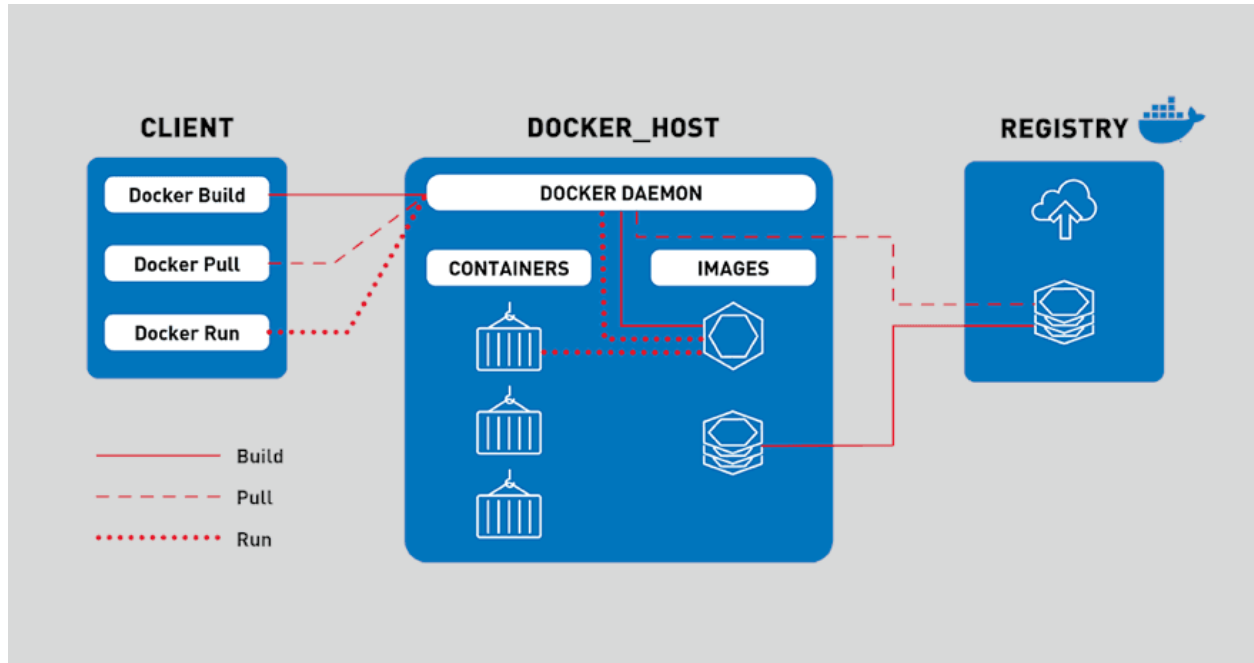 CLIENT
DOCKER_HOST
REGISTRY
Docker Build
DOCKER DAEMON
Docker Pull
CONTAINERS
IMAGES
Docker Run
Build
Pull
Run